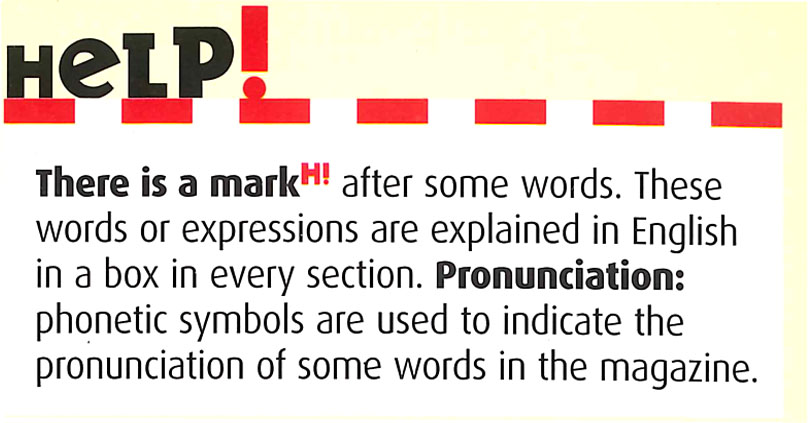 HeLP!
There is a mark H! after some words. These
words or expressions are explained in English
in a box in every section. Pronunciation:
phonetic symbols are used to indicate the
pronunciation of some words in the magazine.